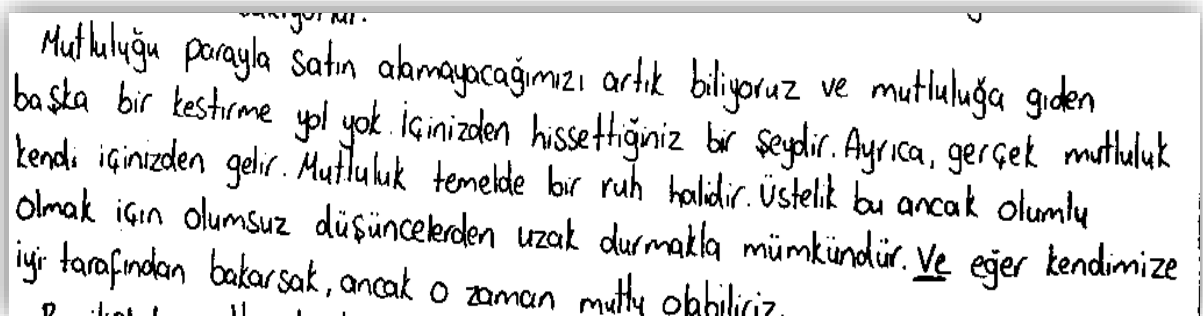 Mutluluğu parayla satın alamayacağımızı artık biliyoruz ve mutluluğa giden
başka bir kestirme yol yok. İçinizden hissettiğiniz bir şeydir. Ayrıca, gerçek mutluluk
kendi içinizden gelir. Mutluluk temelde bir ruh halidir. Üstelik bu ancak olumlu
olmak için olumsuz düşüncelerden uzak durmakla mümkündür. Ve eğer kendimize
iyi tarafından bakarsak, ancak o zaman mutlu olabiliriz.